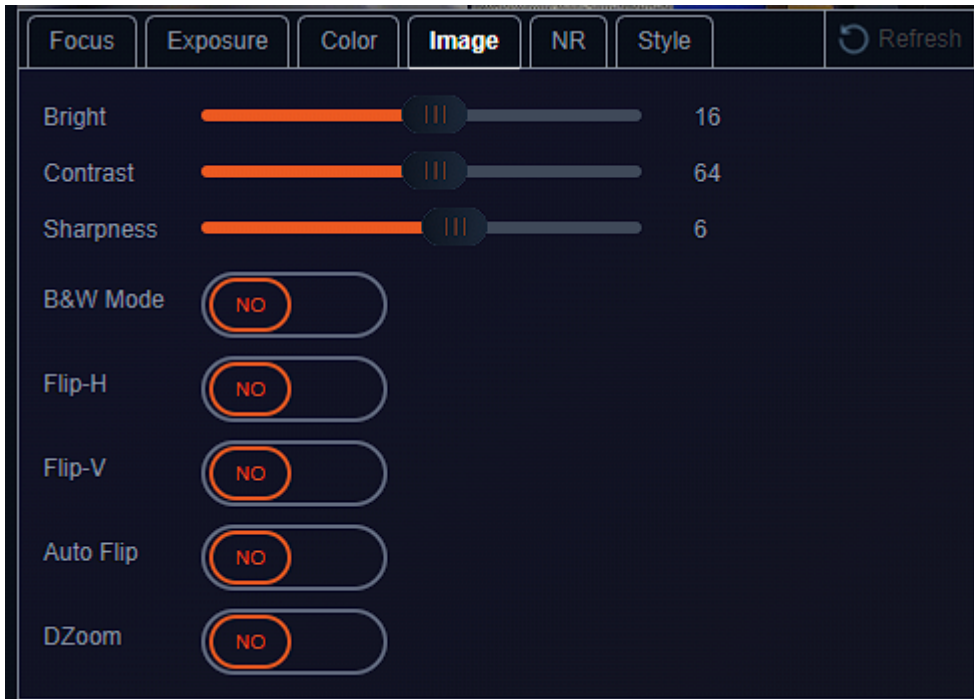 Focus Exposure Color Image NR Style Refresh
Bright 16
Contrast 64
Sharpness 6
B&W Mode NO
Flip-H NO
Flip-V NO
Auto Flip NO
DZoom NO